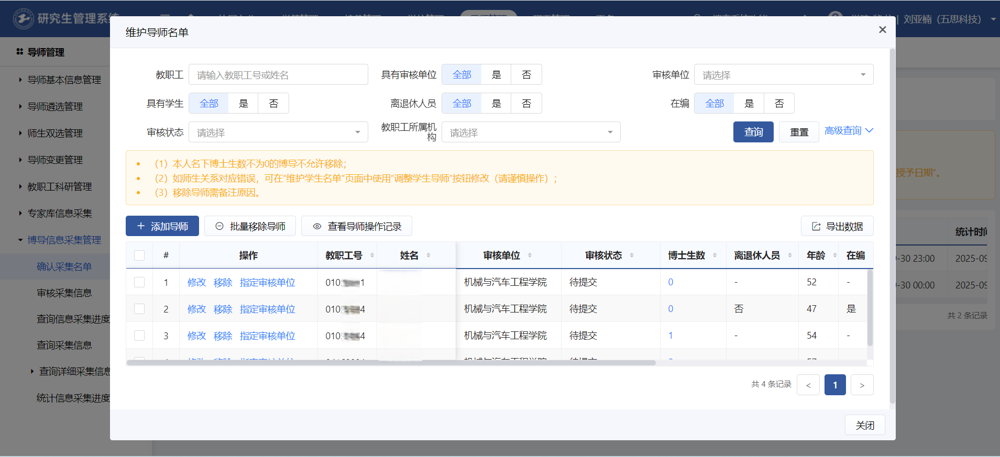 研究生管理系统
| 刘亚楠（五思科技）
维护导师名单
导师管理
导师基本信息管理
导师遴选管理
师生双选管理
导师变更管理
教职工科研管理
专家库信息采集
博导信息采集管理
确认采集名单
审核采集信息
查询信息采集进度
查询采集信息
查询详细采集信息
统计信息采集进度
教职工 请输入教职工号或姓名 具有审核单位 全部 是 否 审核单位 请选择
具有学生 全部 是 否 离退休人员 全部 是 否 在编 全部 是 否
审核状态 请选择 教职工所属机构 请选择 查询 重置 高级查询
（1）本人名下博士生数不为0的博导不允许移除；
（2）如师生关系对应错误，可在“维护学生名单”页面中使用“调整学生导师”按钮修改（请谨慎操作）；
（3）移除导师需备注原因。
授予日期”。
添加导师 批量移除导师 查看导师操作记录 导出数据
# 操作 教职工号 姓名 审核单位 审核状态 博士生数 离退休人员 年龄 在编
1 修改 移除 指定审核单位 010 1 机械与汽车工程学院 待提交 0 - 52 -
2 修改 移除 指定审核单位 010 4 机械与汽车工程学院 待提交 0 否 47 是
3 修改 移除 指定审核单位 010 4 机械与汽车工程学院 待提交 1 - 54 -
统计时间
-30 23:00 2025-09
-30 00:00 2025-09
共 2 条记录
共 4 条记录 < 1 >
关闭